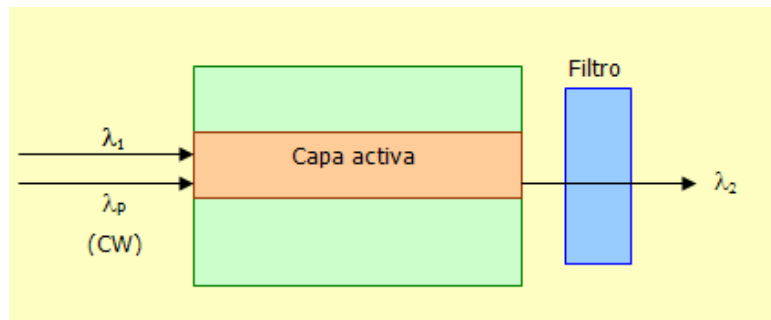 Filtro
λ1
Capa activa
λ2
λP
(CW)